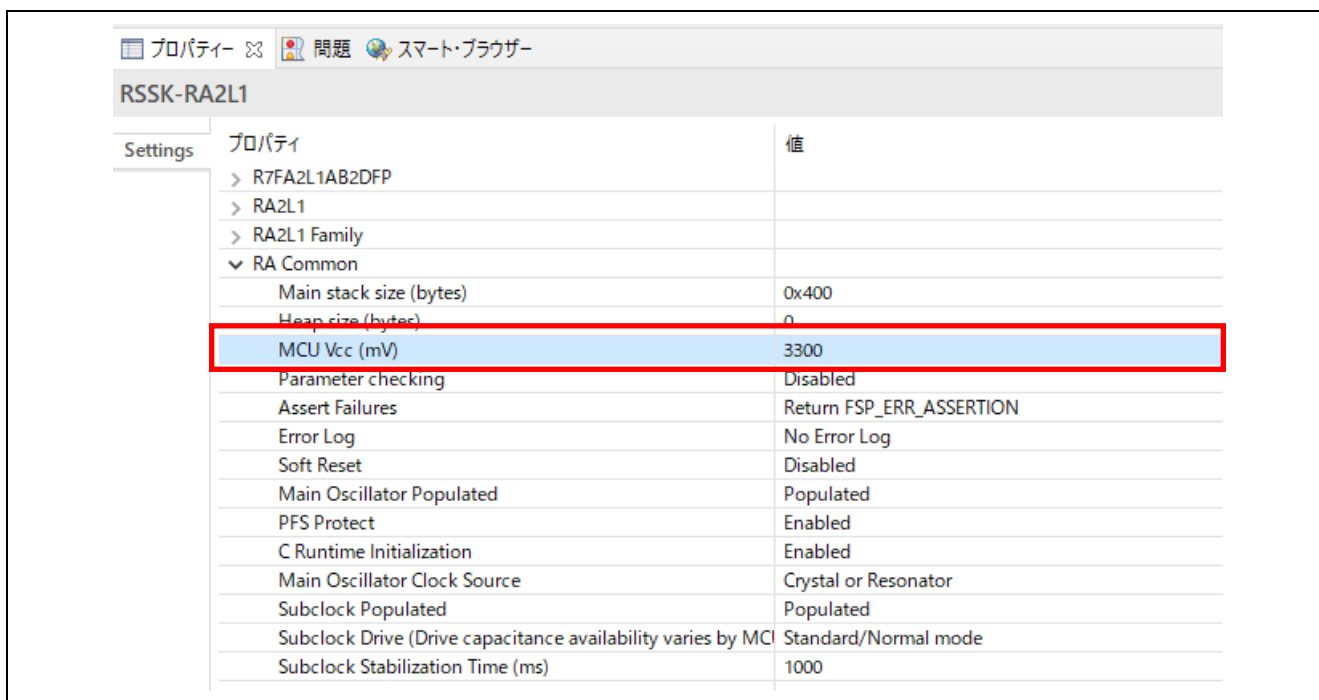 プロパティー 問題 スマート・ブラウザー
RSSK-RA2L1
Settings
プロパティ 値
R7FA2L1AB2DFP
RA2L1
RA2L1 Family
RA Common
Main stack size (bytes) 0x400
Heap size (bytes) 0
MCU Vcc (mV) 3300
Parameter checking Disabled
Assert Failures Return FSP_ERR_ASSERTION
Error Log No Error Log
Soft Reset Disabled
Main Oscillator Populated Populated
PFS Protect Enabled
C Runtime Initialization Enabled
Main Oscillator Clock Source Crystal or Resonator
Subclock Populated Populated
Subclock Drive (Drive capacitance availability varies by MCU Standard/Normal mode
Subclock Stabilization Time (ms) 1000